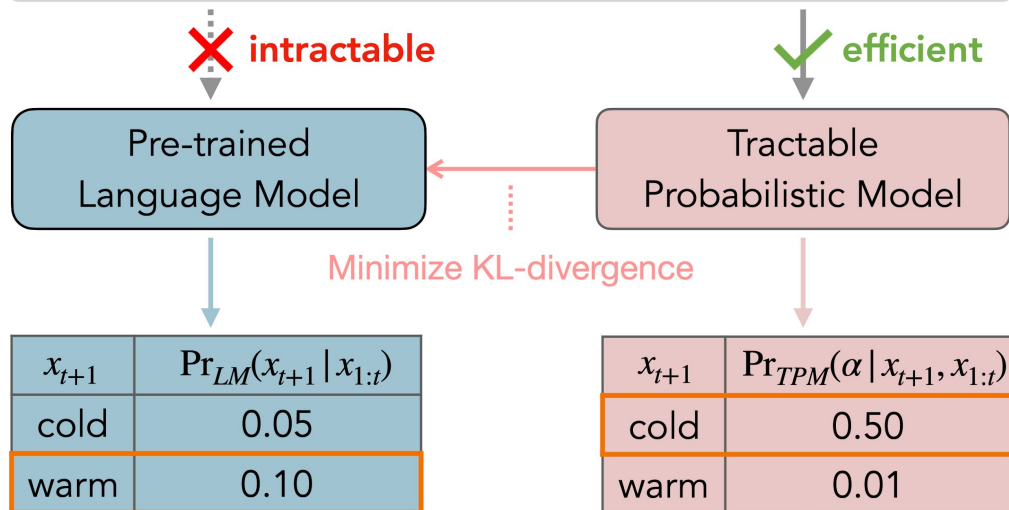 intractable
efficient
Pre-trained
Language Model
Tractable
Probabilistic Model
Minimize KL-divergence
x_{t+1} Pr_{LM}(x_{t+1} | x_{1:t})
cold 0.05
warm 0.10
x_{t+1} Pr_{TPM}(α | x_{t+1}, x_{1:t})
cold 0.50
warm 0.01